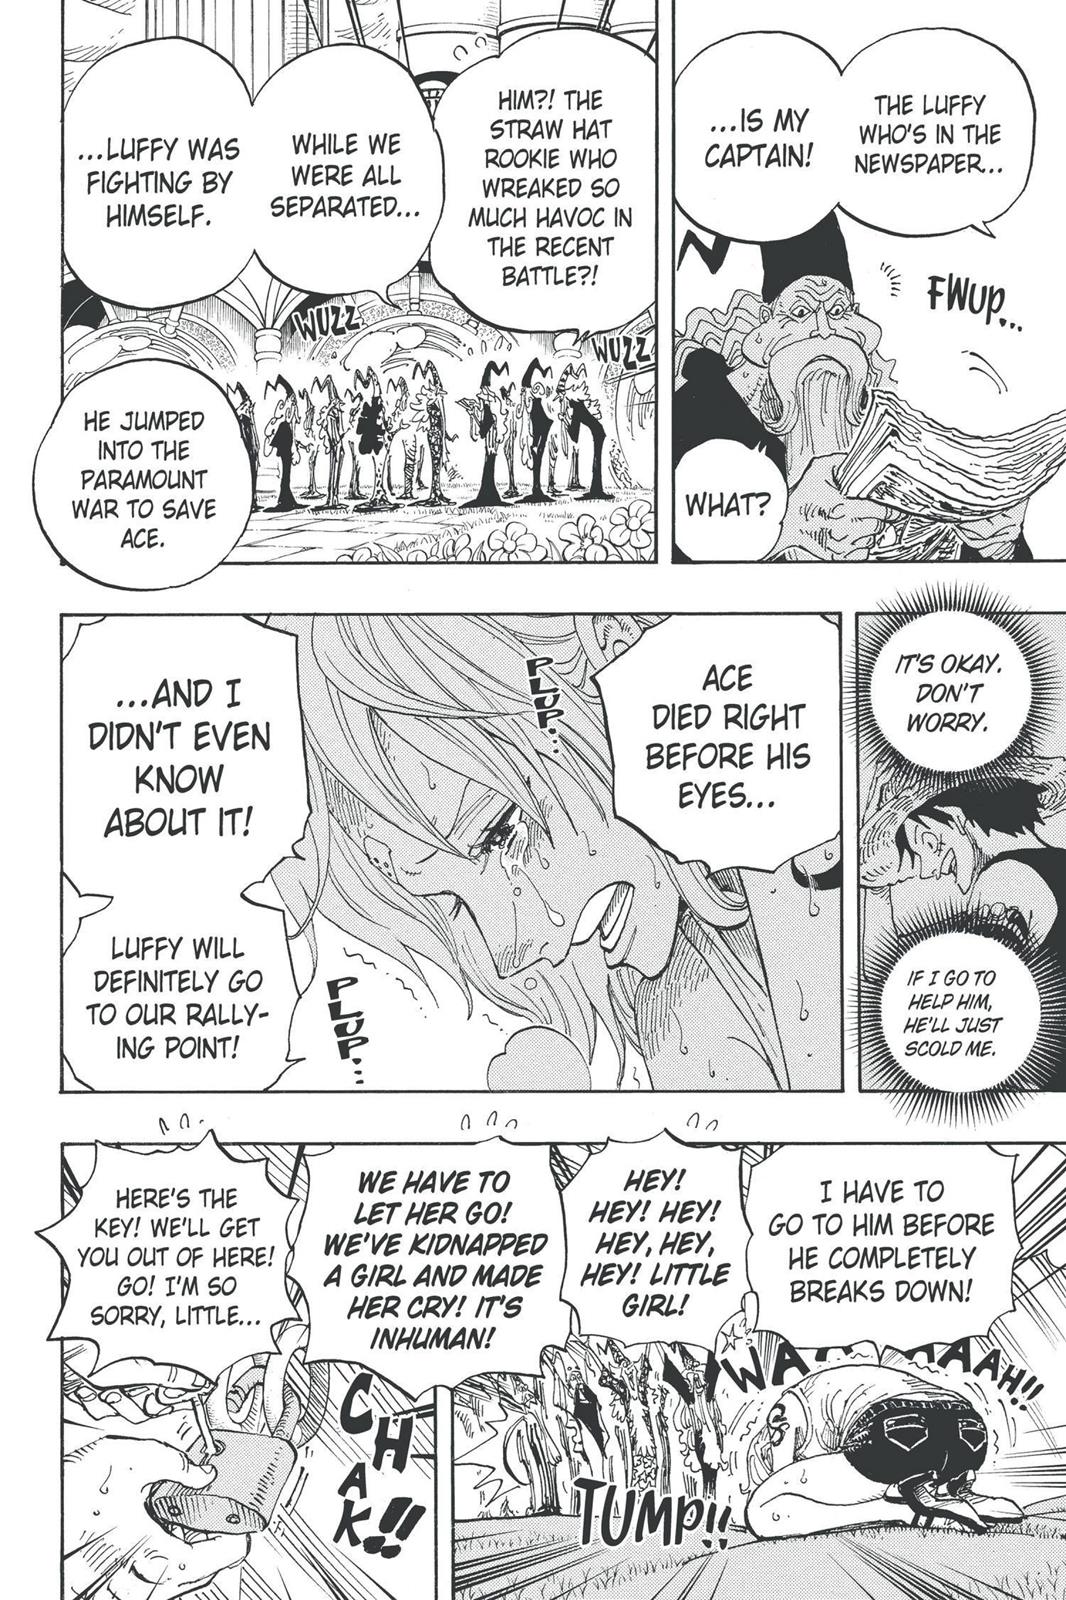 THE LUFFY
WHO'S IN THE
NEWSPAPER...
...IS MY
CAPTAIN!
FWUP...
WHAT?
HIM?! THE
STRAW HAT
ROOKIE WHO
WREAKED SO
MUCH HAVOC IN
THE RECENT
BATTLE?!
WHILE WE
WERE ALL
SEPARATED...
...LUFFY WAS
FIGHTING BY
HIMSELF.
WUZZ
WUZZ
HE JUMPED
INTO THE
PARAMOUNT
WAR TO SAVE
ACE.
IT'S OKAY.
DON'T
WORRY.
IF I GO TO
HELP HIM,
HE'LL JUST
SCOLD ME.
ACE
DIED RIGHT
BEFORE HIS
EYES...
PLUP...
...AND I
DIDN'T EVEN
KNOW
ABOUT IT!
PLUP...
LUFFY WILL
DEFINITELY GO
TO OUR RALLY-
ING POINT!
I HAVE TO
GO TO HIM BEFORE
HE COMPLETELY
BREAKS DOWN!
HEY!
HEY! HEY!
HEY, HEY,
HEY! LITTLE
GIRL!
TUMP!!
WE HAVE TO
LET HER GO!
WE'VE KIDNAPPED
A GIRL AND MADE
HER CRY! IT'S
INHUMAN!
HERE'S THE
KEY! WE'LL GET
YOU OUT OF HERE!
GO! I'M SO
SORRY, LITTLE...
CHAK!!